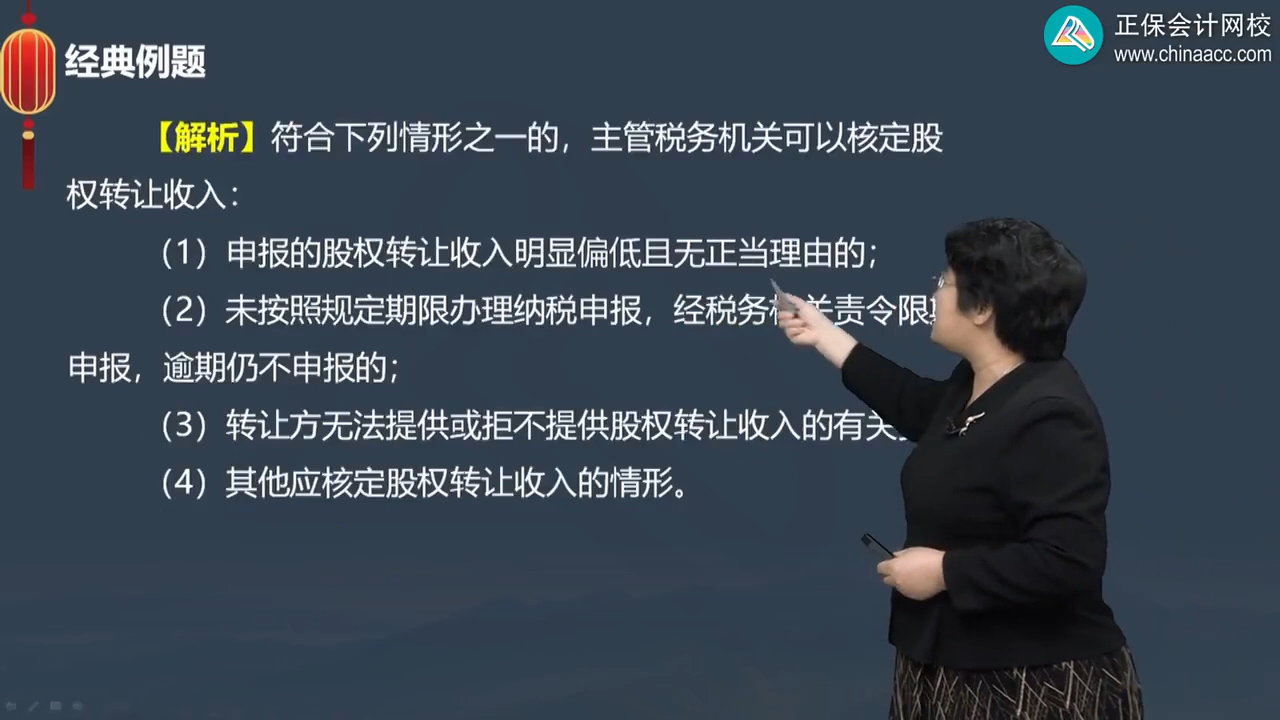 正保会计网校
www.chinaacc.com
经典例题
【解析】符合下列情形之一的，主管税务机关可以核定股
权转让收入：
（1）申报的股权转让收入明显偏低且无正当理由的；
（2）未按照规定期限办理纳税申报，经税务机关责令限
申报，逾期仍不申报的；
（3）转让方无法提供或拒不提供股权转让收入的有关
（4）其他应核定股权转让收入的情形。